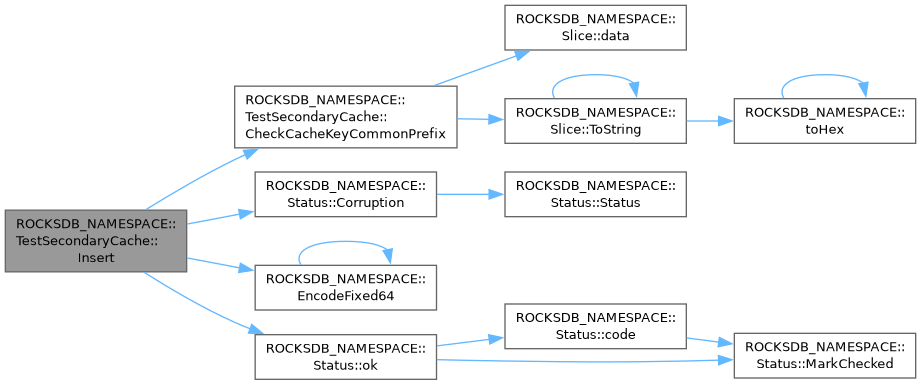 ROCKSDB_NAMESPACE::
TestSecondaryCache::
Insert
ROCKSDB_NAMESPACE::
TestSecondaryCache::
CheckCacheKeyCommonPrefix
ROCKSDB_NAMESPACE::
Slice::data
ROCKSDB_NAMESPACE::
Slice::ToString
ROCKSDB_NAMESPACE::
toHex
ROCKSDB_NAMESPACE::
Status::Corruption
ROCKSDB_NAMESPACE::
Status::Status
ROCKSDB_NAMESPACE::
EncodeFixed64
ROCKSDB_NAMESPACE::
Status::ok
ROCKSDB_NAMESPACE::
Status::code
ROCKSDB_NAMESPACE::
Status::MarkChecked